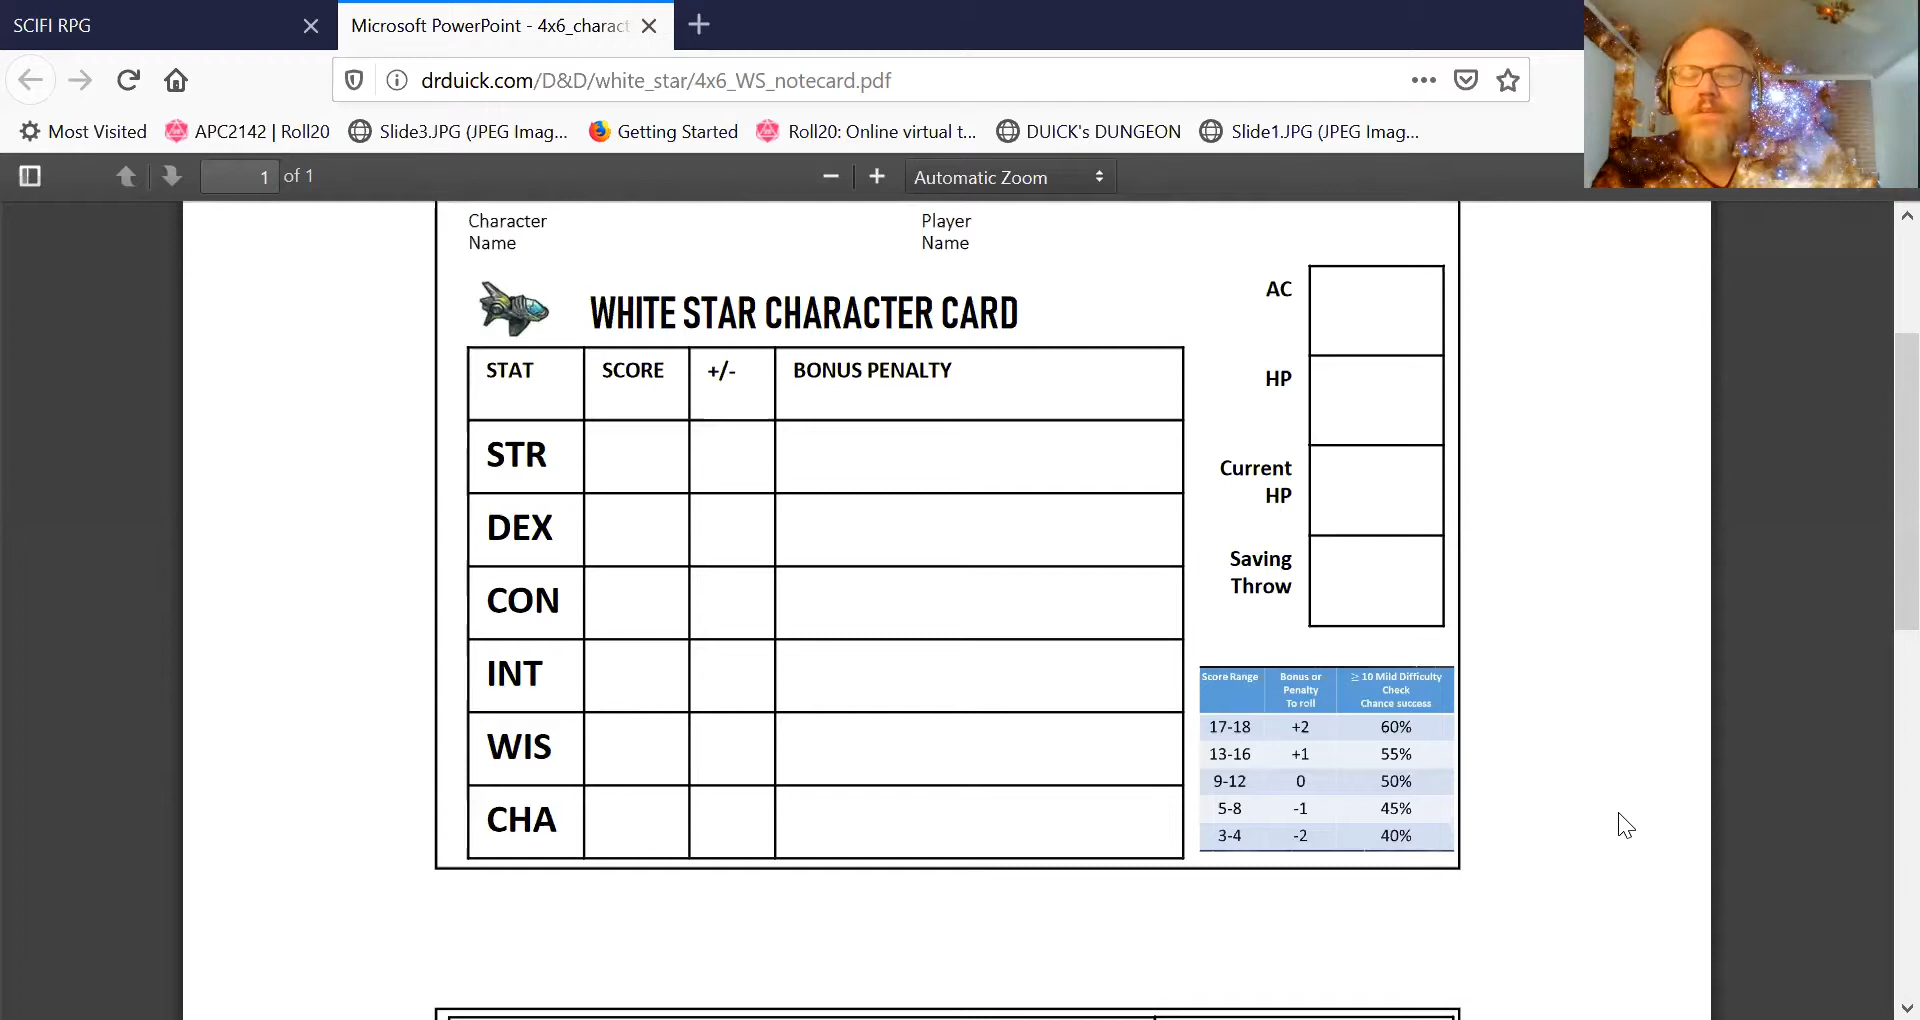 SCIFI RPG
Microsoft PowerPoint - 4x6_charact
drduick.com/D&D/white_star/4x6_WS_notecard.pdf
Most Visited
APC2142 | Roll20
Slide3.JPG (JPEG Imag...
Getting Started
Roll20: Online virtual t...
DUICK's DUNGEON
Slide1.JPG (JPEG Imag...
1 of 1
Automatic Zoom
Character
Name
Player
Name
WHITE STAR CHARACTER CARD
STAT SCORE +/- BONUS PENALTY
STR
DEX
CON
INT
WIS
CHA
AC
HP
Current
HP
Saving
Throw
Score Range
Bonus or
Penalty
To roll
≥ 10 Mild Difficulty
Check
Chance success
17-18 +2 60%
13-16 +1 55%
9-12 0 50%
5-8 -1 45%
3-4 -2 40%